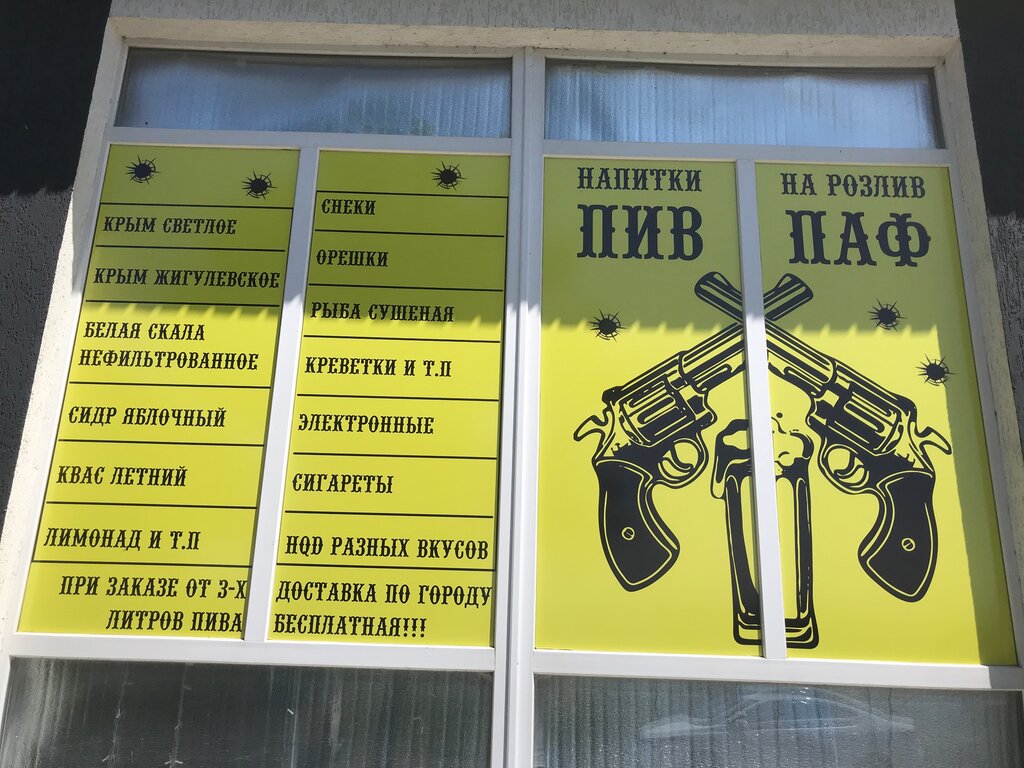 КРЫМ СВЕТЛОЕ
КРЫМ ЖИГУЛЕВСКОЕ
БЕЛАЯ СКАЛА
НЕФИЛЬТРОВАННОЕ
СИДР ЯБЛОЧНЫЙ
КВАС ЛЕТНИЙ
ЛИМОНАД И Т.П
СНЕКИ
ОРЕШКИ
РЫБА СУШЕНАЯ
КРЕВЕТКИ И Т.П
ЭЛЕКТРОННЫЕ
СИГАРЕТЫ
HQD РАЗНЫХ ВКУСОВ
ПРИ ЗАКАЗЕ ОТ 3-Х ДОСТАВКА ПО ГОРОДУ
ЛИТРОВ ПИВА БЕСПЛАТНАЯ!!!
НАПИТКИ НА РОЗЛИВ
ПИВ ПАФ